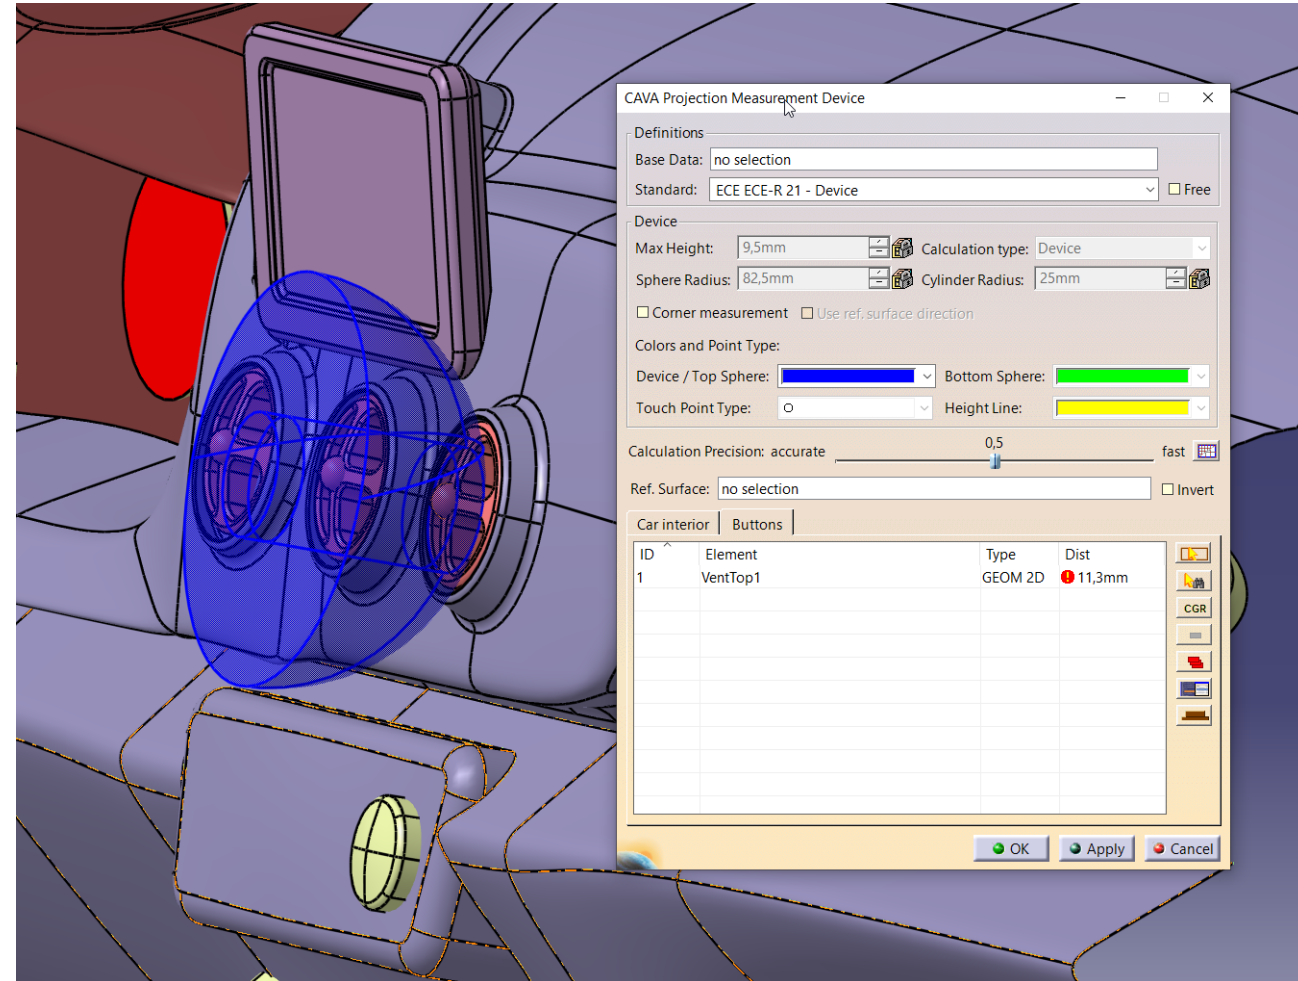 CAVA Projection Measurement Device
Definitions
Base Data: no selection
Standard: ECE ECE-R 21 - Device Free
Device
Max Height: 9,5mm Calculation type: Device
Sphere Radius: 82,5mm Cylinder Radius: 25mm
Corner measurement Use ref. surface direction
Colors and Point Type:
Device / Top Sphere: Bottom Sphere:
Touch Point Type: O Height Line:
0,5
Calculation Precision: accurate fast
Ref. Surface: no selection Invert
Car interior Buttons
ID Element Type Dist
1 VentTop1 GEOM 2D 11,3mm
CGR
OK Apply Cancel